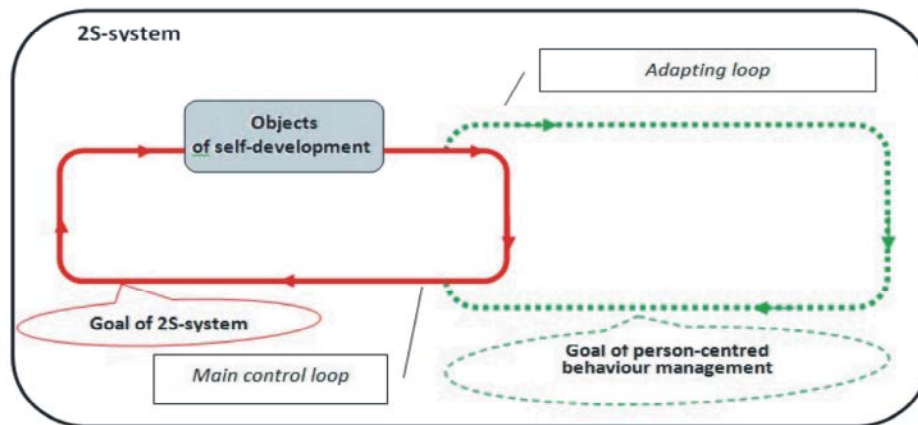 2S-system
Adapting loop
Objects
of self-development
Goal of 2S-system
Main control loop
Goal of person-centred
behaviour management